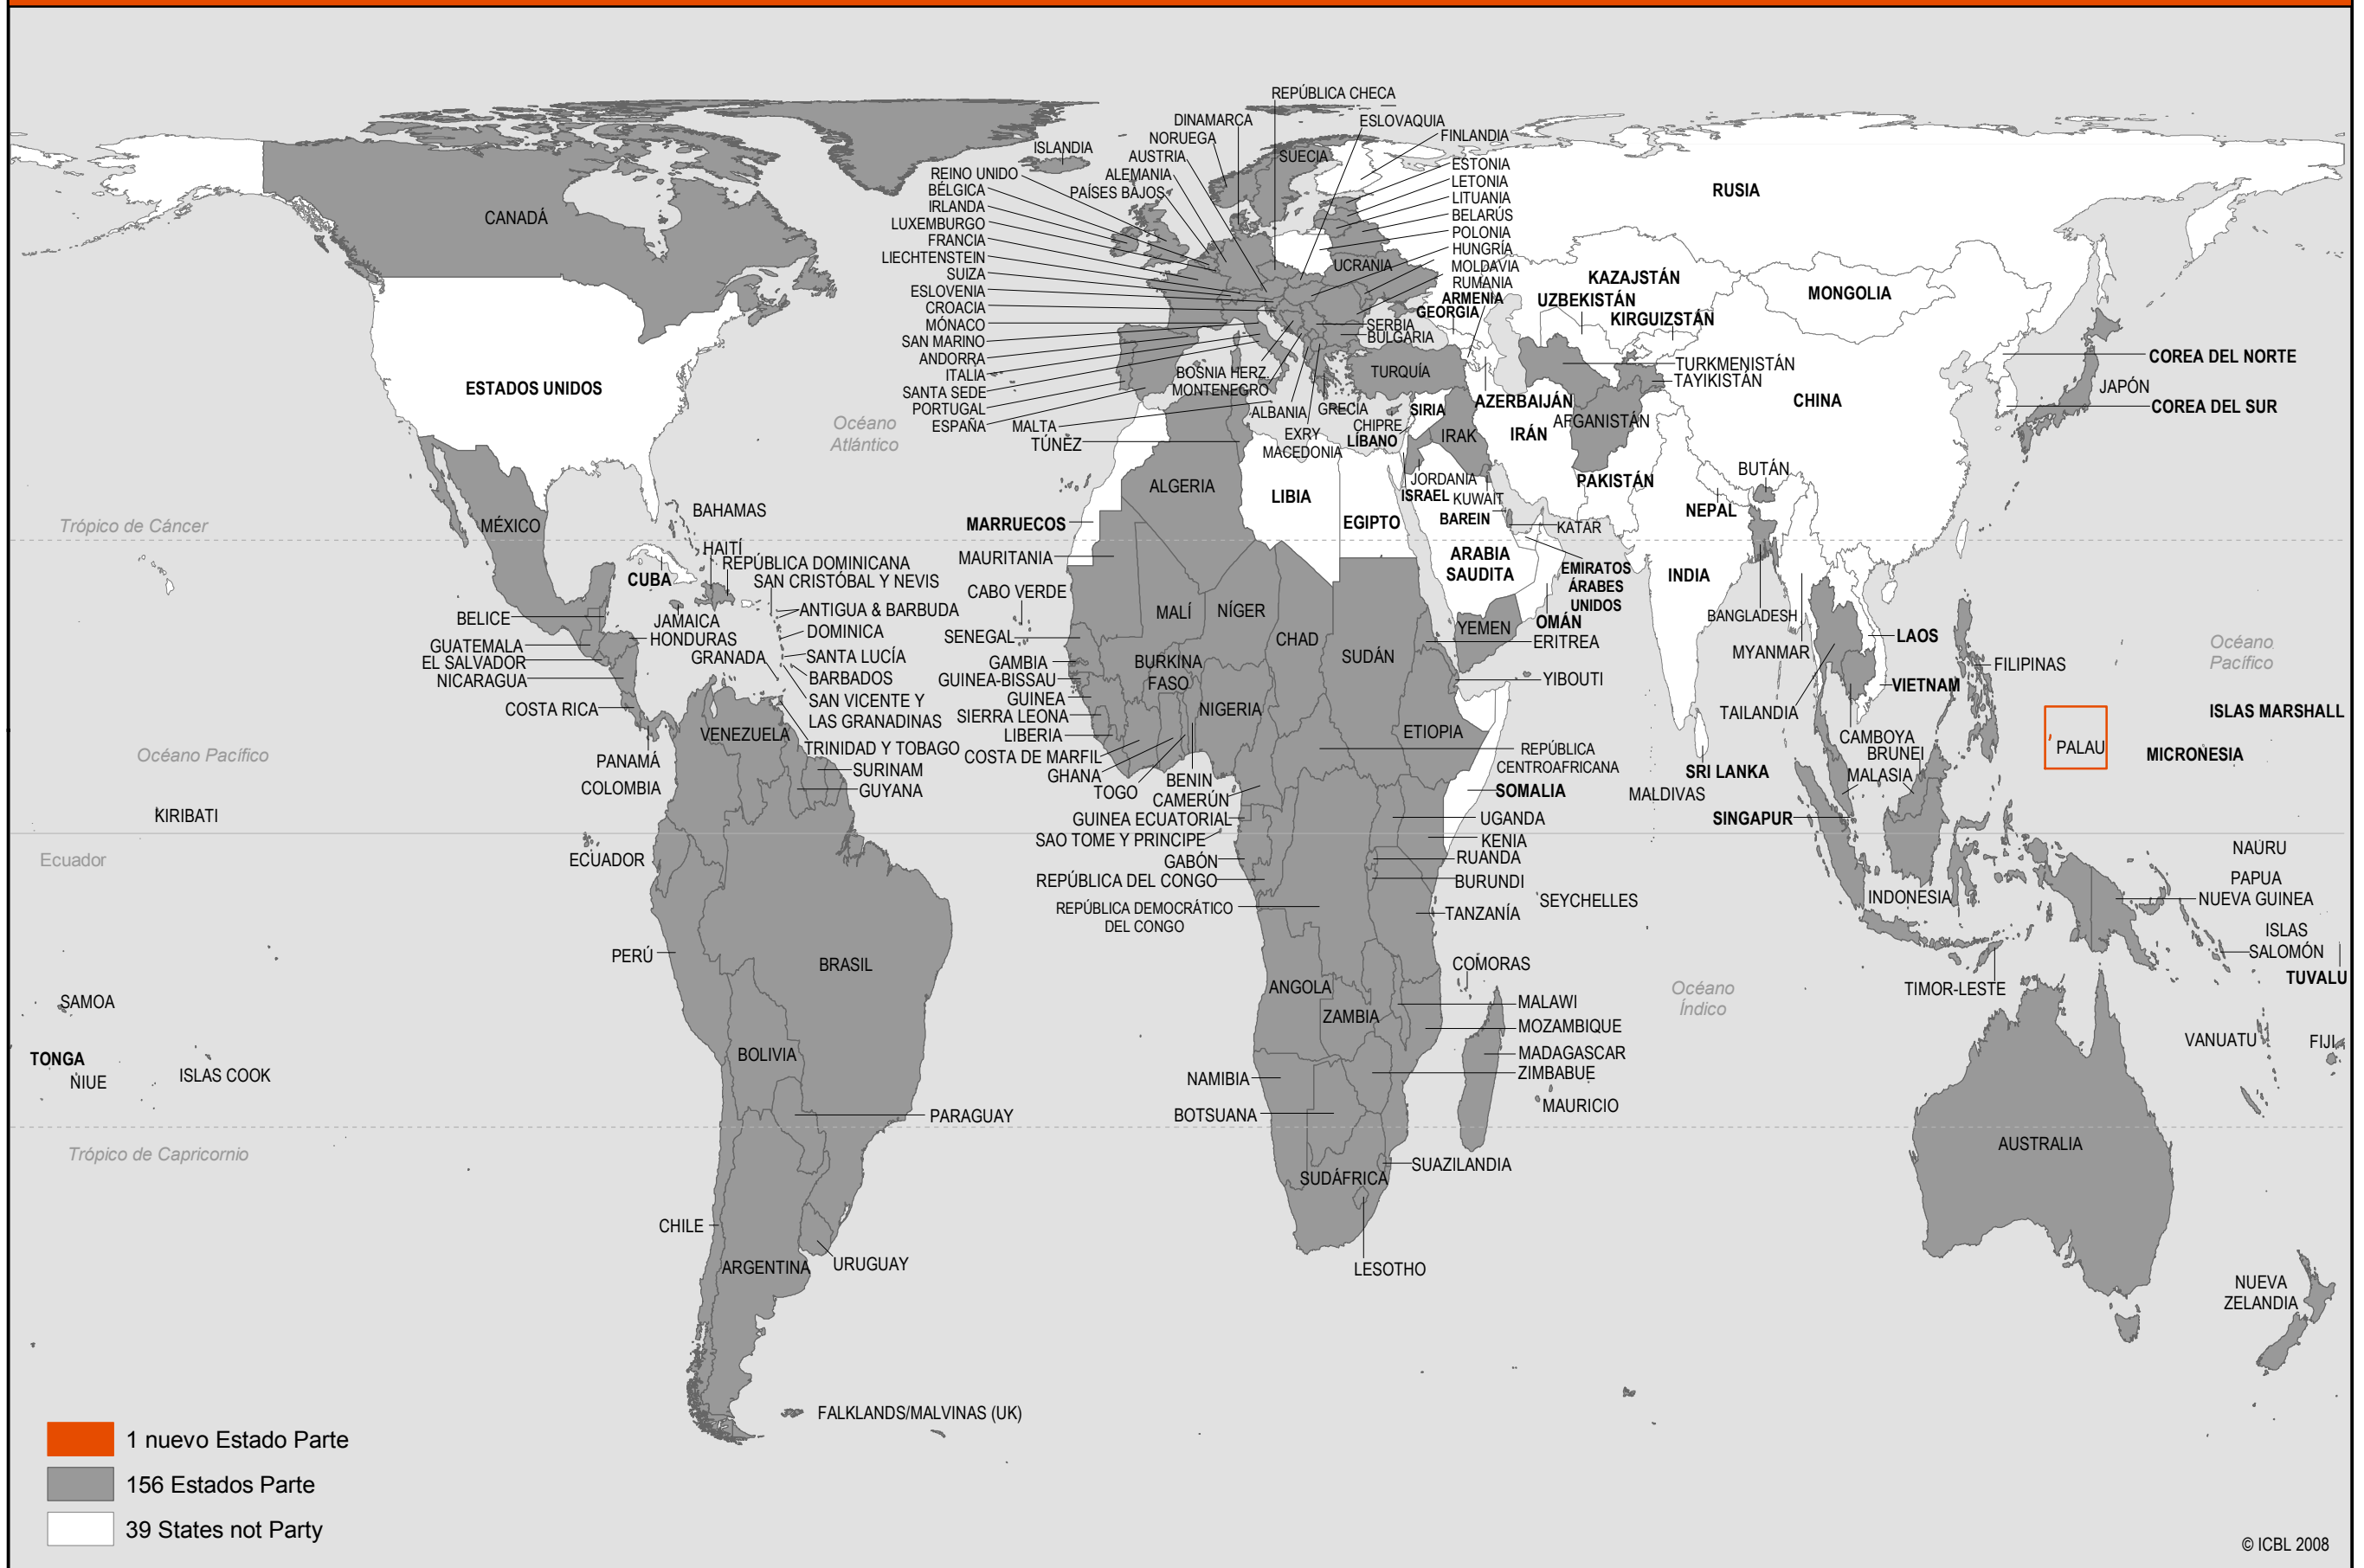 REPÚBLICA CHECA
DINAMARCA
ESLOVAQUIA
NORUEGA
FINLANDIA
ISLANDIA
AUSTRIA
SUECIA
REINO UNIDO
ALEMANIA
ESTONIA
BÉLGICA
PAÍSES BAJOS
LETONIA
IRLANDA
LITUANIA
RUSIA
LUXEMBURGO
BELARÚS
CANADÁ
FRANCIA
POLONIA
LIECHTENSTEIN
HUNGRÍA
SUIZA
UCRANIA
MOLDAVIA
ESLOVENIA
RUMANIA
KAZAJSTÁN
CROACIA
ARMENIA
UZBEKISTÁN
MONGOLIA
MÓNACO
GEORGIA
KIRGUIZSTÁN
SAN MARINO
SERBIA
BULGARIA
ANDORRA
COREA DEL NORTE
ITALIA
BOSNIA HERZ.
TURQUÍA
TURKMENISTÁN
TAYIKISTÁN
JAPÓN
SANTA SEDE
MONTENEGRO
ESTADOS UNIDOS
PORTUGAL
ALBANIA
GRECIA
SIRIA
AZERBAIJÁN
CHINA
COREA DEL SUR
ESPAÑA
MALTA
CHIPRE
AFGANISTÁN
Océano
Atlántico
TÚNEZ
EXRY
MACEDONIA
LÍBANO
IRAK
IRÁN
BUTÁN
ALGERIA
LIBIA
JORDANIA
PAKISTÁN
ISRAEL
KUWAIT
BAHAMAS
NEPAL
Trópico de Cáncer
MÉXICO
MARRUECOS
EGIPTO
BAREIN
KATAR
HAITÍ
MAURITANIA
ARABIA
SAUDITA
REPÚBLICA DOMINICANA
CUBA
SAN CRISTÓBAL Y NEVIS
EMIRATOS
ÁRABES
UNIDOS
INDIA
CABO VERDE
BELICE
JAMAICA
ANTIGUA & BARBUDA
MALÍ
NÍGER
BANGLADESH
HONDURAS
DOMINICA
SENEGAL
CHAD
YEMEN
OMÁN
ERITREA
LAOS
Océano
Pacífico
GUATEMALA
EL SALVADOR
GRANADA
SANTA LUCÍA
GAMBIA
BURKINA
FASO
SUDÁN
MYANMAR
FILIPINAS
NICARAGUA
BARBADOS
GUINEA-BISSAU
YIBOUTI
VIETNAM
COSTA RICA
SAN VICENTE Y
LAS GRANADINAS
GUINEA
SIERRA LEONA
NIGERIA
TAILANDIA
ISLAS MARSHALL
VENEZUELA
LIBERIA
ETIOPIA
CAMBOYA
Océano Pacífico
TRINIDAD Y TOBAGO
COSTA DE MARFIL
REPÚBLICA
CENTROAFRICANA
BRUNEI
PALAU
MICRONESIA
PANAMÁ
SURINAM
GHANA
BENIN
SRI LANKA
MALASIA
COLOMBIA
GUYANA
TOGO
CAMERÚN
SOMALIA
MALDIVAS
KIRIBATI
GUINEA ECUATORIAL
UGANDA
SINGAPUR
SAO TOME Y PRINCIPE
KENIA
Ecuador
ECUADOR
GABÓN
RUANDA
NAURU
REPÚBLICA DEL CONGO
BURUNDI
PAPUA
NUEVA GUINEA
REPÚBLICA DEMOCRÁTICO
DEL CONGO
TANZANÍA
SEYCHELLES
INDONESIA
ISLAS
SALOMÓN
PERÚ
BRASIL
COMORAS
TUVALU
SAMOA
ANGOLA
Océano
Índico
TIMOR-LESTE
MALAWI
ZAMBIA
MOZAMBIQUE
TONGA
BOLIVIA
MADAGASCAR
VANUATU
FIJI
NIUE
ISLAS COOK
NAMIBIA
ZIMBABUE
PARAGUAY
BOTSUANA
MAURICIO
Trópico de Capricornio
AUSTRALIA
SUAZILANDIA
SUDÁFRICA
CHILE
ARGENTINA
URUGUAY
LESOTHO
NUEVA
ZELANDIA
FALKLANDS/MALVINAS (UK)
1 nuevo Estado Parte
156 Estados Parte
39 States not Party
© ICBL 2008